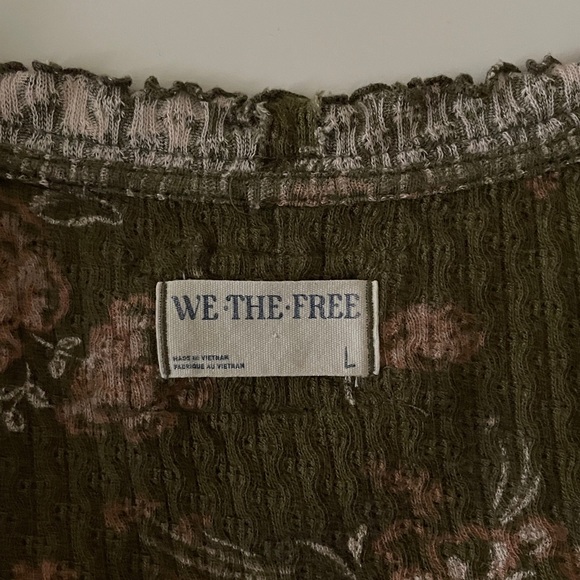 WE·THE·FREE
MADE IN VIETNAM
FABRIQUE AU VIETNAM
L